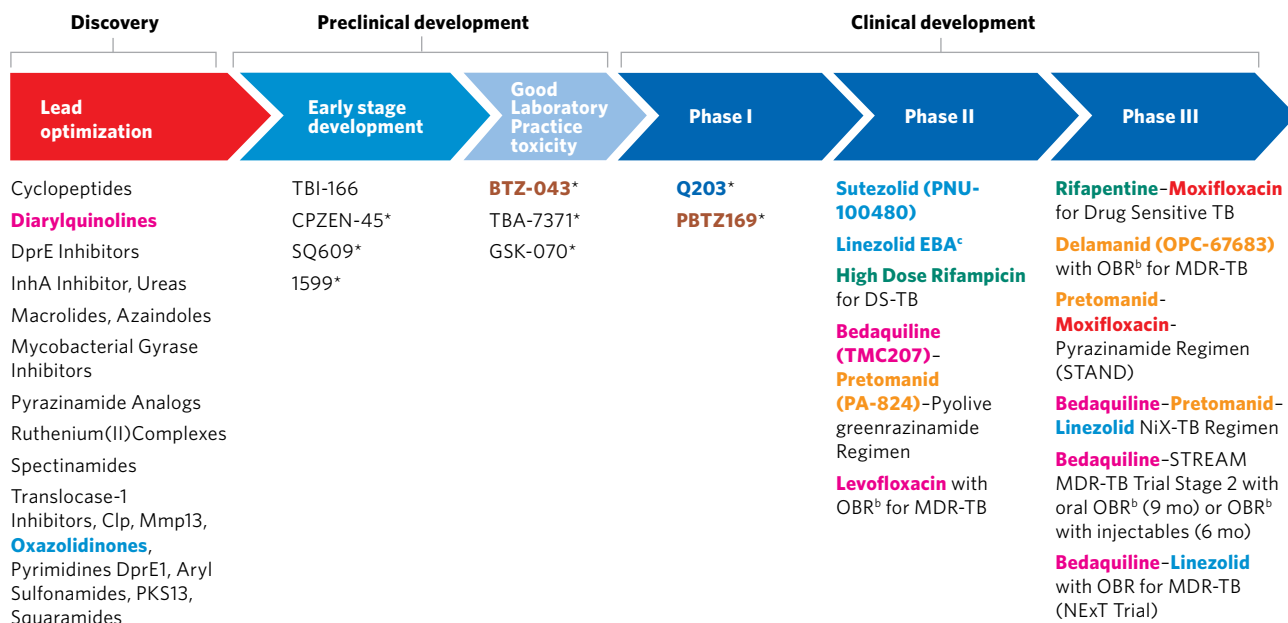 Discovery
Preclinical development
Clinical development
Lead
optimization
Early stage
development
Good
Laboratory
Practice
toxicity
Phase I
Phase II
Phase III
Cyclopeptides
Diarylquinolines
DprE Inhibitors
InhA Inhibitor, Ureas
Macrolides, Azaindoles
Mycobacterial Gyrase
Inhibitors
Pyrazinamide Analogs
Ruthenium(II)Complexes
Spectinamides
Translocase-1
Inhibitors, Clp, Mmp13,
Oxazolidinones,
Pyrimidines DprE1, Aryl
Sulfonamides, PKS13,
Squaramides
TBI-166
CPZEN-45*
SQ609*
1599*
BTZ-043*
TBA-7371*
GSK-070*
Q203*
PBTZ169*
Sutezolid (PNU-
100480)
Linezolid EBAᶜ
High Dose Rifampicin
for DS-TB
Bedaquiline
(TMC207)–
Pretomanid
(PA-824)–Pyolive
greenrazinamide
Regimen
Levofloxacin with
OBRᵇ for MDR-TB
Rifapentine–Moxifloxacin
for Drug Sensitive TB
Delamanid (OPC-67683)
with OBRᵇ for MDR-TB
Pretomanid-
Moxifloxacin-
Pyrazinamide Regimen
(STAND)
Bedaquiline–Pretomanid–
Linezolid NiX-TB Regimen
Bedaquiline–STREAM
MDR-TB Trial Stage 2 with
oral OBRᵇ (9 mo) or OBRᵇ
with injectables (6 mo)
Bedaquiline–Linezolid
with OBR for MDR-TB
(NExT Trial)